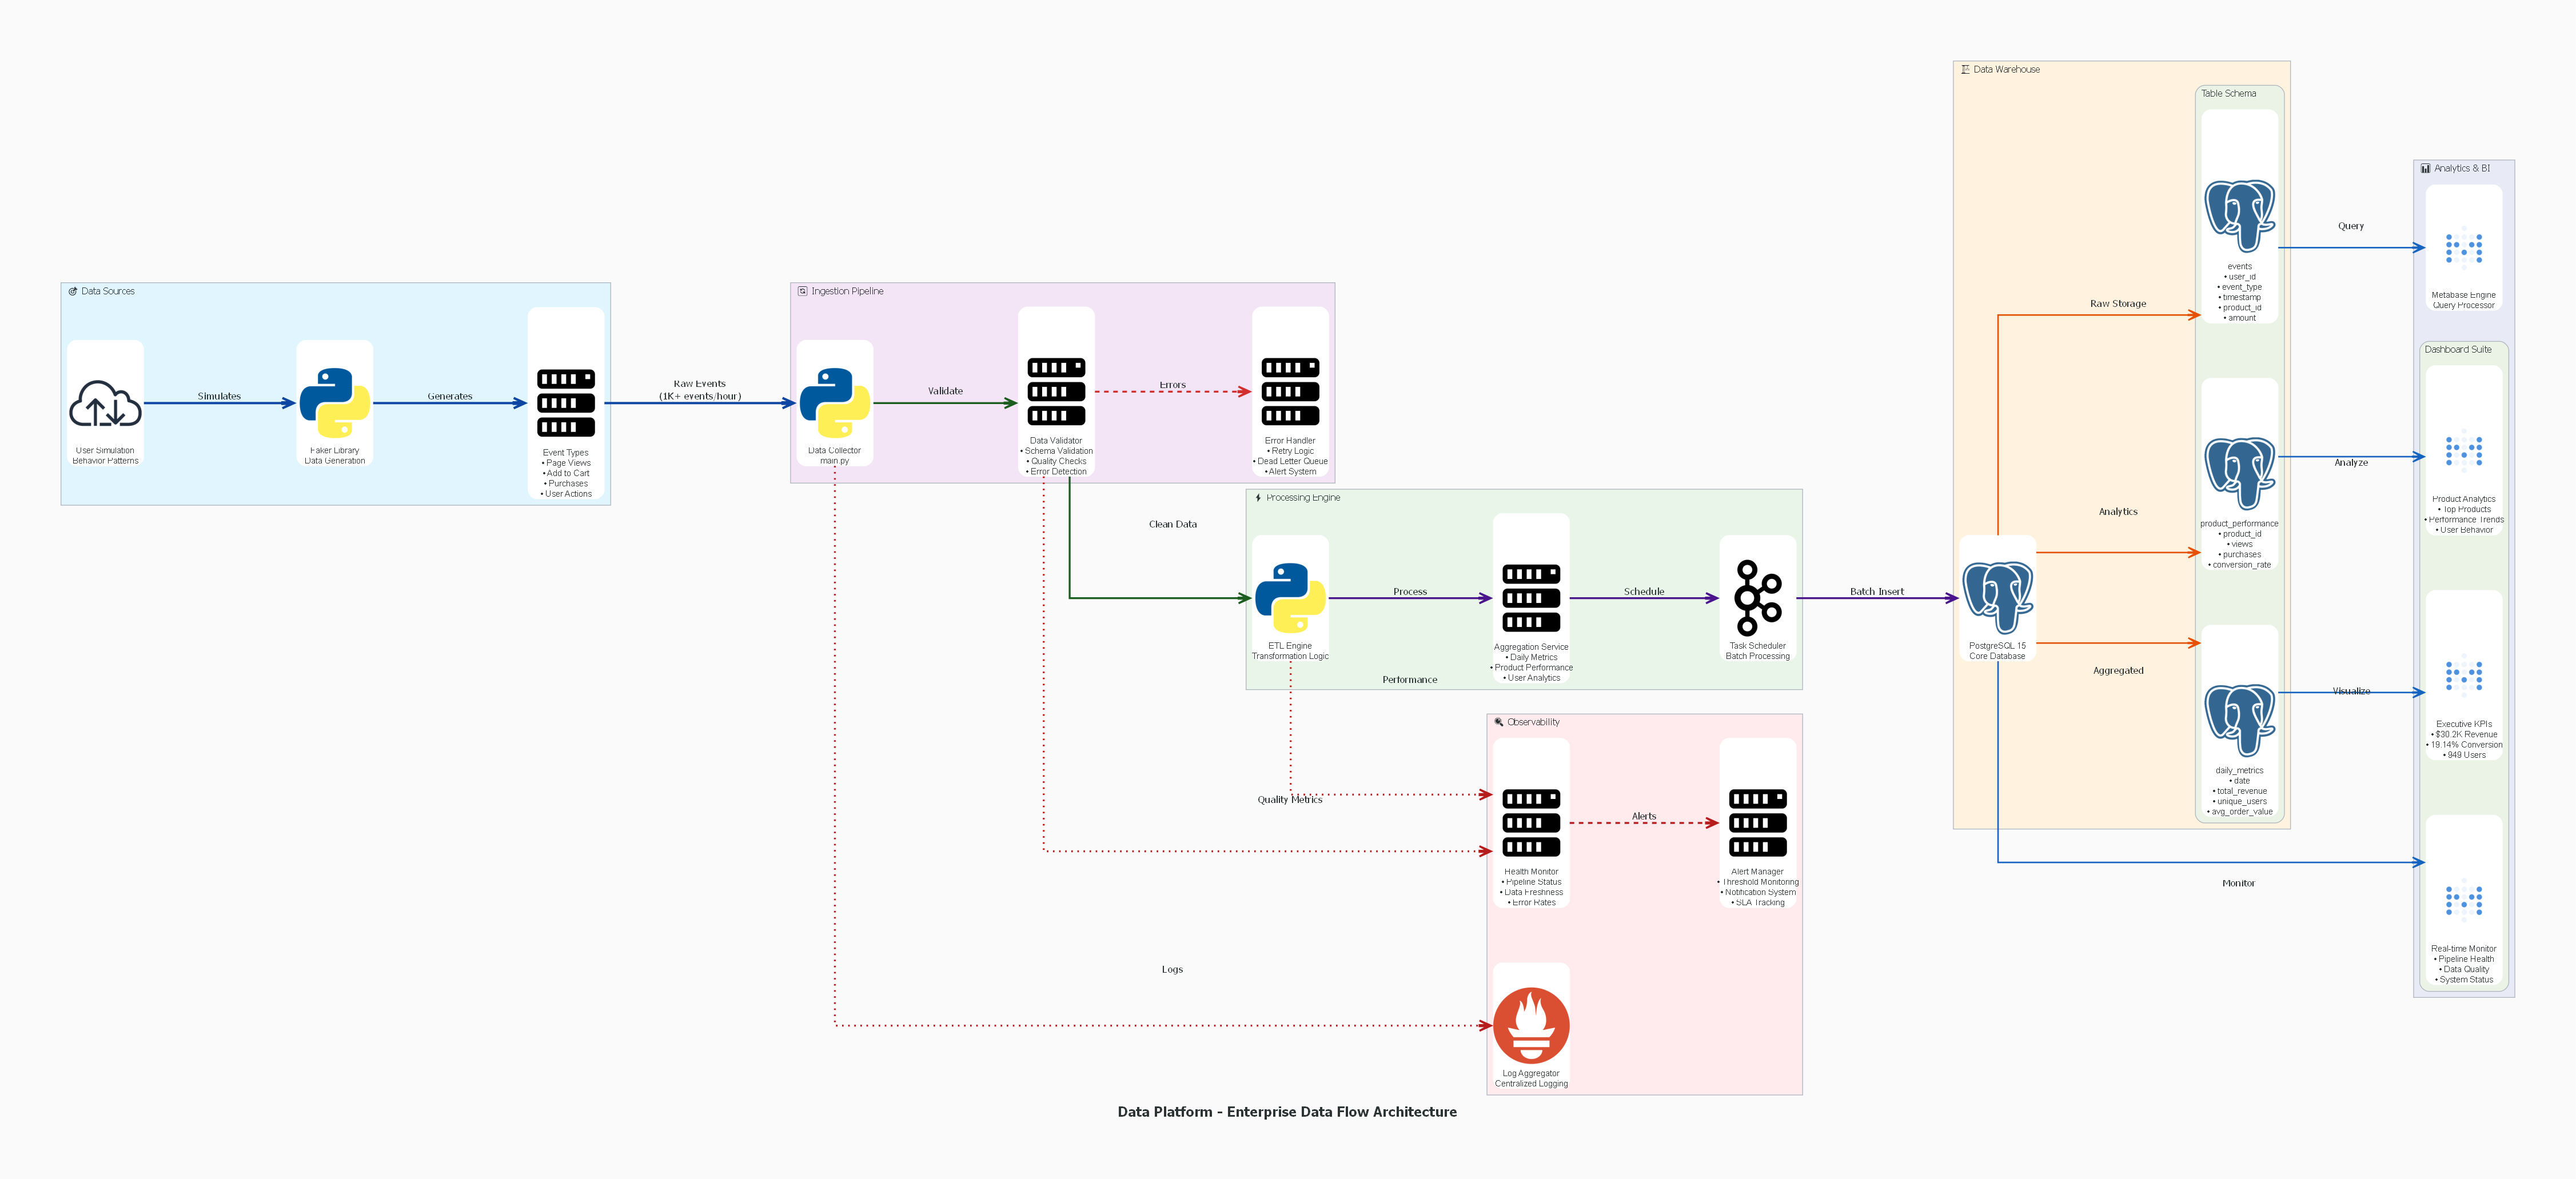 Data Sources
User Simulation
Behavior Patterns
Simulates
Faker Library
Data Generation
Generates
Event Types
• Page Views
• Add to Cart
• Purchases
• User Actions
Raw Events
(1K+ events/hour)
Ingestion Pipeline
Data Collector
main.py
Validate
Data Validator
• Schema Validation
• Quality Checks
• Error Detection
Errors
Error Handler
• Retry Logic
• Dead Letter Queue
• Alert System
Clean Data
Processing Engine
ETL Engine
Transformation Logic
Process
Aggregation Service
• Daily Metrics
• Product Performance
• User Analytics
Schedule
Task Scheduler
Batch Processing
Performance
Batch Insert
Observability
Quality Metrics
Health Monitor
• Pipeline Status
• Data Freshness
• Error Rates
Alerts
Alert Manager
• Threshold Monitoring
• Notification System
• SLA Tracking
Logs
Log Aggregator
Centralized Logging
Data Warehouse
PostgreSQL 15
Core Database
Raw Storage
Analytics
Aggregated
Table Schema
events
• user_id
• event_type
• timestamp
• product_id
• amount
product_performance
• product_id
• views
• purchases
• conversion_rate
daily_metrics
• date
• total_revenue
• unique_users
• avg_order_value
Query
Analyze
Visualize
Monitor
Analytics & BI
Metabase Engine
Query Processor
Dashboard Suite
Product Analytics
• Top Products
• Performance Trends
• User Behavior
Executive KPIs
• $30.2K Revenue
• 19.14% Conversion
• 949 Users
Real-time Monitor
• Pipeline Health
• Data Quality
• System Status
Data Platform - Enterprise Data Flow Architecture